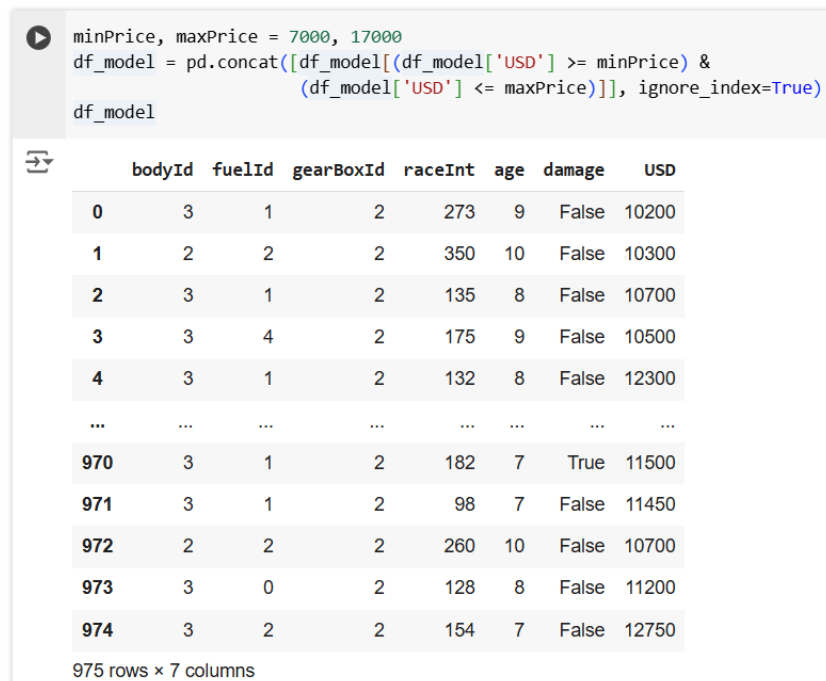 minPrice, maxPrice = 7000, 17000
df_model = pd.concat([df_model[(df_model['USD'] >= minPrice) &
(df_model['USD'] <= maxPrice)]], ignore_index=True)
df_model
bodyId fuelId gearBoxId raceInt age damage USD
0 3 1 2 273 9 False 10200
1 2 2 2 350 10 False 10300
2 3 1 2 135 8 False 10700
3 3 4 2 175 9 False 10500
4 3 1 2 132 8 False 12300
... ... ... ... ... ... ... ...
970 3 1 2 182 7 True 11500
971 3 1 2 98 7 False 11450
972 2 2 2 260 10 False 10700
973 3 0 2 128 8 False 11200
974 3 2 2 154 7 False 12750
975 rows × 7 columns